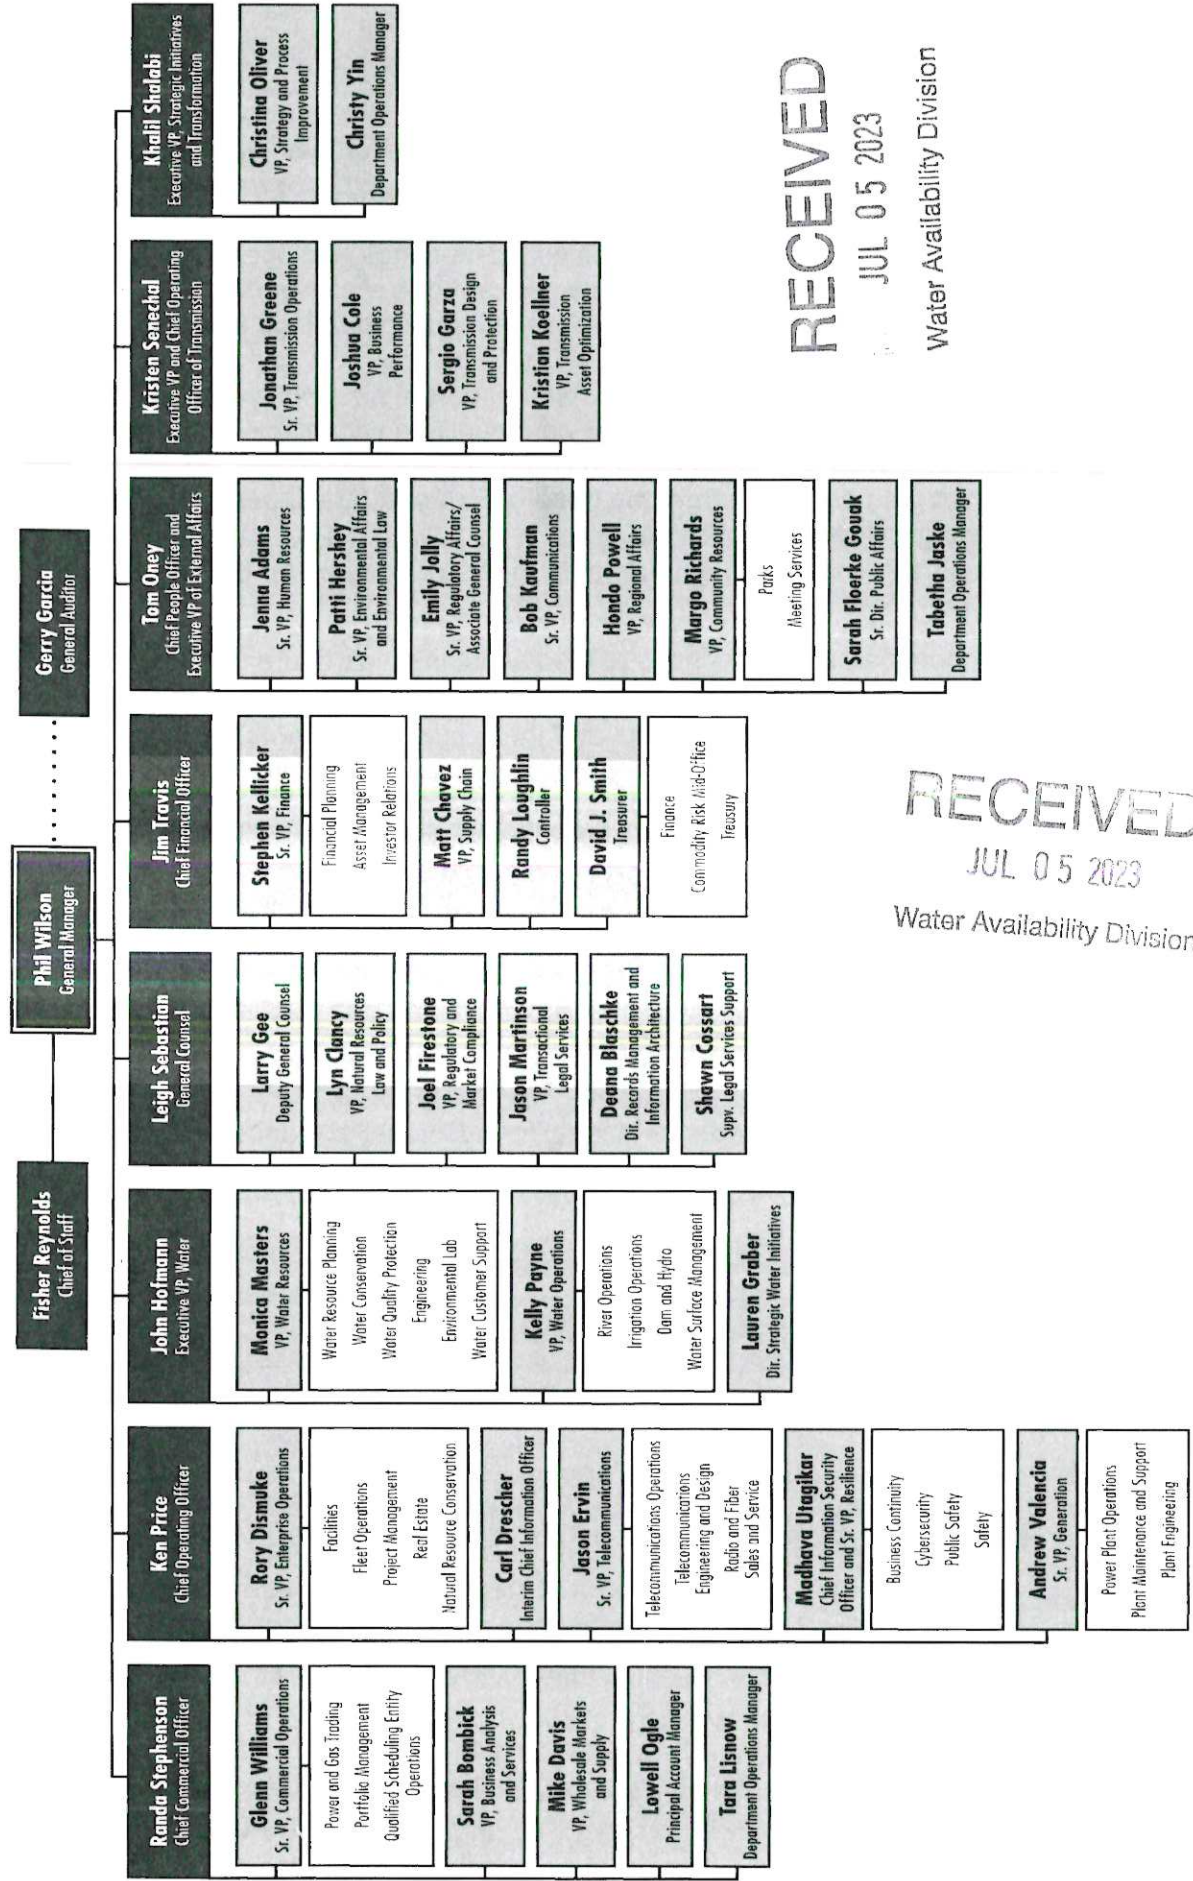 Fisher Reynolds
Chief of Staff
Phil Wilson
General Manager
Gerry Garcia
General Auditor
Randa Stephenson
Chief Commercial Officer
Glenn Williams
Sr. VP, Commercial Operations
Power and Gas Trading
Portfolio Management
Qualified Scheduling Entity
Operations
Sarah Bombick
VP, Business Analysis
and Services
Mike Davis
VP, Wholesale Markets
and Supply
Lowell Ogle
Principal Account Manager
Tara Lisnow
Department Operations Manager
Ken Price
Chief Operating Officer
Rory Dismuke
Sr. VP, Enterprise Operations
Facilities
Fleet Operations
Project Management
Real Estate
Natural Resource Conservation
Carl Drescher
Interim Chief Information Officer
Jason Ervin
Sr. VP, Telecommunications
Telecommunications Operations
Telecommunications
Engineering and Design
Radio and Fiber
Sales and Service
Madhava Utagikar
Chief Information Security
Officer and Sr. VP, Resilience
Business Continuity
Cybersecurity
Public Safety
Safety
Andrew Valencia
Sr. VP, Generation
Power Plant Operations
Plant Maintenance and Support
Plant Engineering
John Hofmann
Executive VP, Water
Monica Masters
VP, Water Resources
Water Resource Planning
Water Conservation
Water Quality Protection
Engineering
Environmental Lab
Water Customer Support
Kelly Payne
VP, Water Operations
River Operations
Irrigation Operations
Dam and Hydro
Water Surface Management
Lauren Graber
Dir. Strategic Water Initiatives
Leigh Sebastian
General Counsel
Larry Gee
Deputy General Counsel
Lyn Clancy
VP, Natural Resources
Law and Policy
Joel Firestone
VP, Regulatory and
Market Compliance
Jason Martinson
VP, Transactional
Legal Services
Deana Blaschke
Dir. Records Management and
Information Architecture
Shawn Cossart
Supv. Legal Services Support
Jim Travis
Chief Financial Officer
Stephen Kellicker
Sr. VP, Finance
Financial Planning
Asset Management
Investor Relations
Matt Chavez
VP, Supply Chain
Randy Loughlin
Controller
David J. Smith
Treasurer
Finance
Commodity Risk Mid-Office
Treasury
Tom Oney
Chief People Officer and
Executive VP of External Affairs
Jenna Adams
Sr. VP, Human Resources
Patti Hershey
Sr. VP, Environmental Affairs
and Environmental Law
Emily Jolly
Sr. VP, Regulatory Affairs/
Associate General Counsel
Bob Kaufman
Sr. VP, Communications
Hondo Powell
VP, Regional Affairs
Margo Richards
VP, Community Resources
Parks
Meeting Services
Sarah Floerke Gouak
Sr. Dir. Public Affairs
Tabetha Jaske
Department Operations Manager
Kristen Senechal
Executive VP and Chief Operating
Officer of Transmission
Jonathan Greene
Sr. VP, Transmission Operations
Joshua Cole
VP, Business
Performance
Sergio Garza
VP, Transmission Design
and Protection
Kristian Koellner
VP, Transmission
Asset Optimization
Khalil Shalabi
Executive VP, Strategic Initiatives
and Transformation
Christina Oliver
VP, Strategy and Process
Improvement
Christy Yin
Department Operations Manager
RECEIVED
JUL 05 2023
Water Availability Division
RECEIVED
JUL 05 2023
Water Availability Division